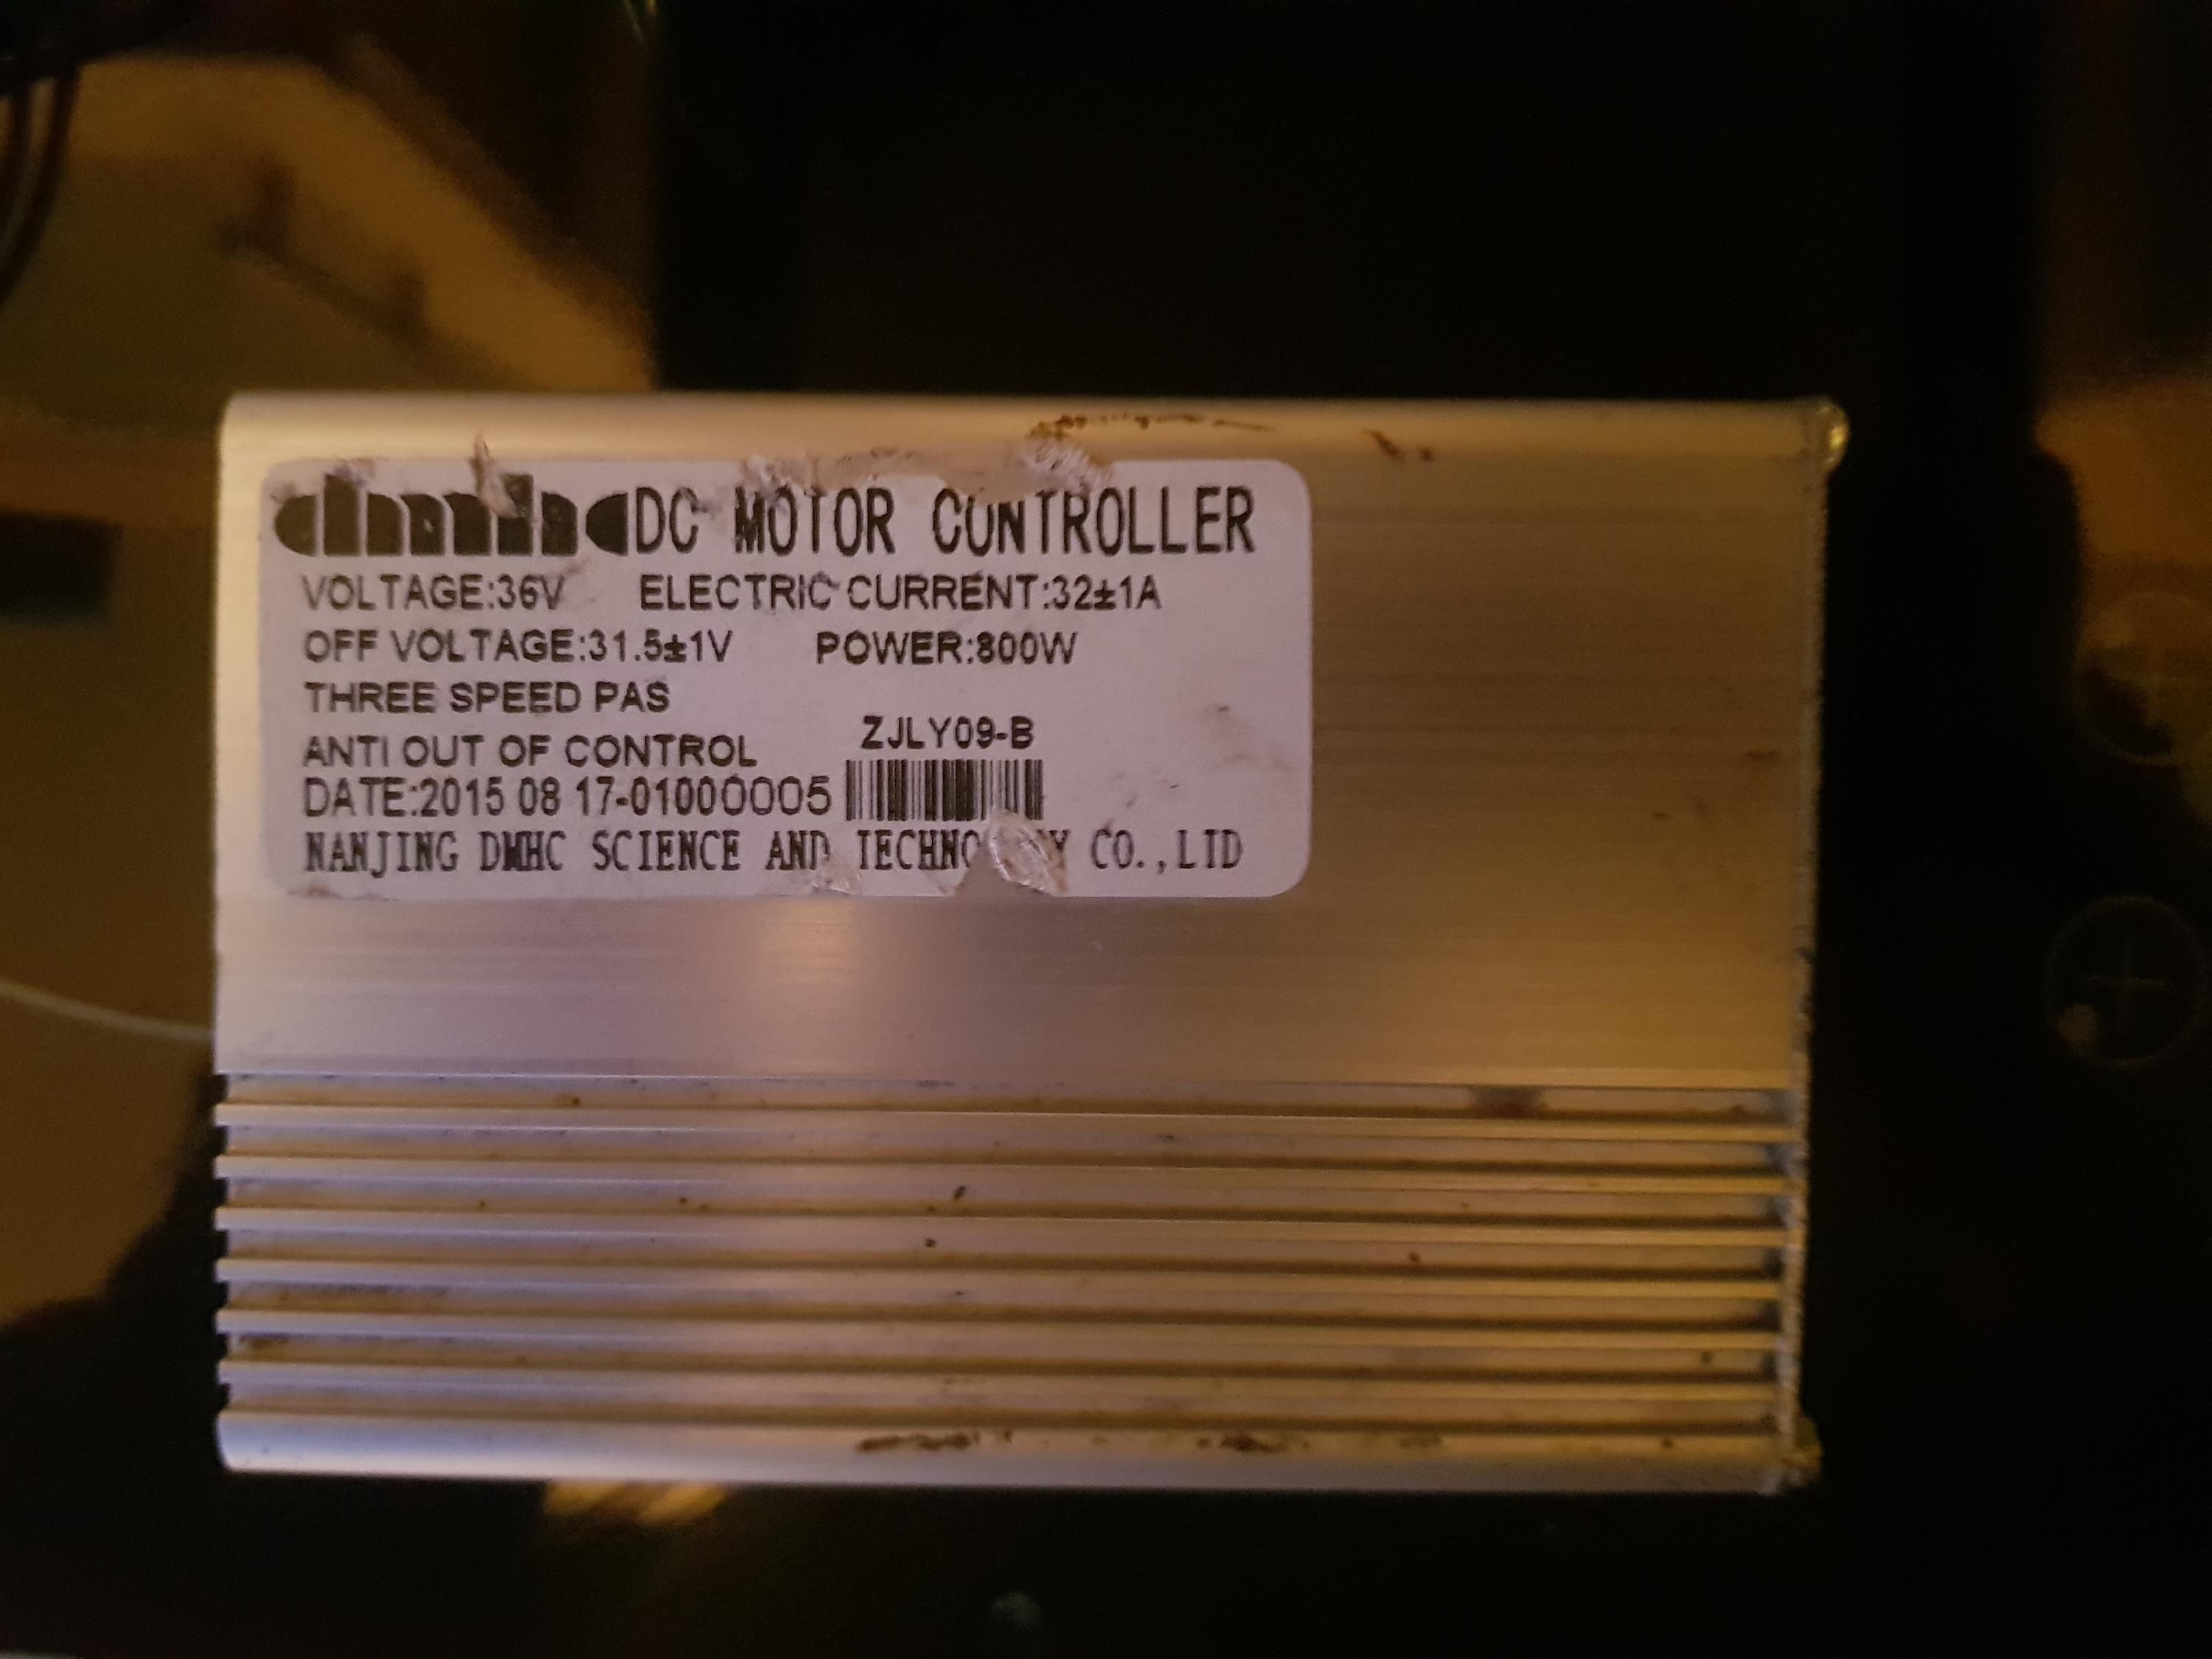 dmhc DC MOTOR CONTROLLER
VOLTAGE:36V ELECTRIC CURRENT:32±1A
OFF VOLTAGE:31.5±1V POWER:800W
THREE SPEED PAS
ZJLY09-B
ANTI OUT OF CONTROL
DATE:2015 08 17-01000005
NANJING DMHC SCIENCE AND CO.,LTD